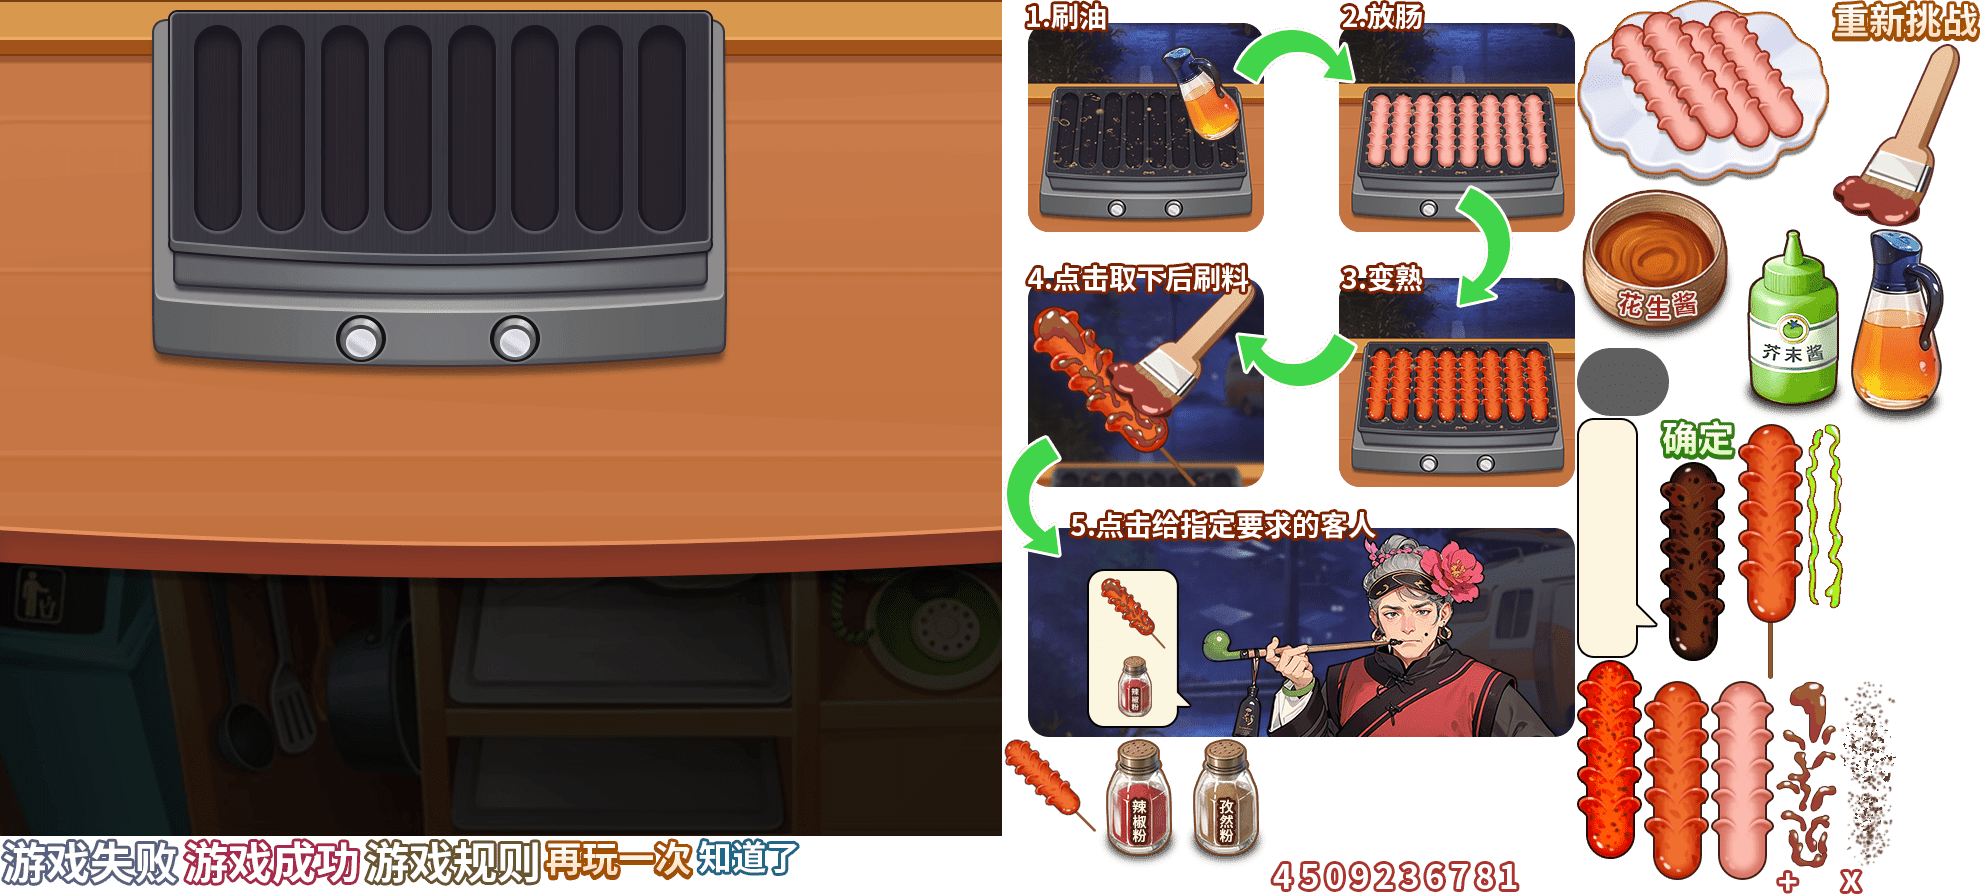 1.刷油
2.放肠
重新挑战
4.点击取下后刷料
3.变熟
花生酱
芥末酱
确定
5.点击给指定要求的客人
辣椒粉
辣椒粉
孜然粉
游戏失败
游戏成功
游戏规则
再玩一次
知道了
4509236781
+
x